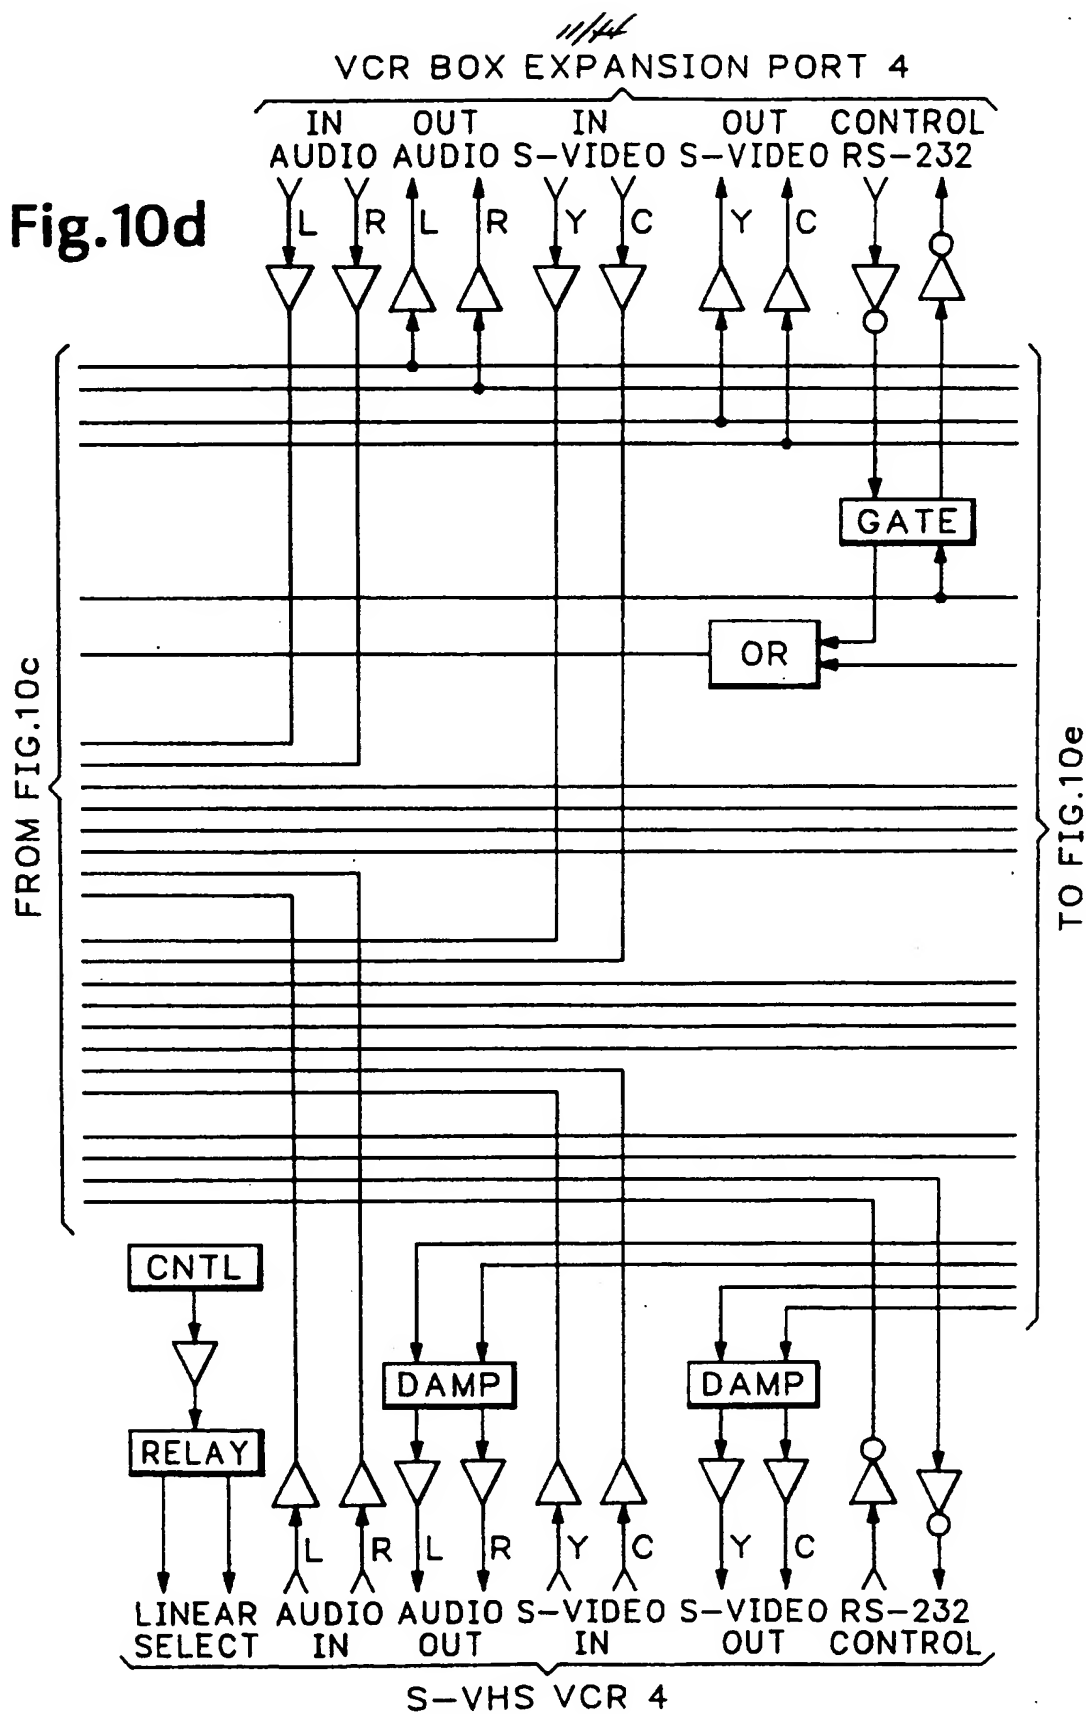 11/44
VCR BOX EXPANSION PORT 4
IN OUT IN OUT CONTROL
AUDIO AUDIO S-VIDEO S-VIDEO RS-232
Fig.10d
L R L R Y C Y C
GATE
OR
FROM FIG.10c
TO FIG.10e
CNTL
DAMP DAMP
RELAY
L R L R Y C Y C
LINEAR AUDIO AUDIO S-VIDEO S-VIDEO RS-232
SELECT IN OUT IN OUT CONTROL
S-VHS VCR 4